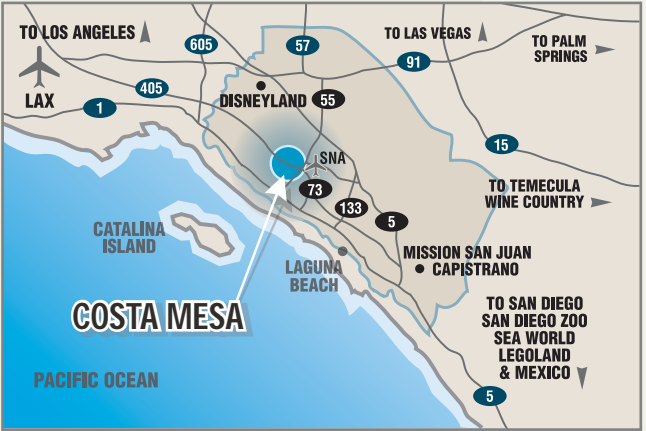 TO LOS ANGELES
605
57
TO LAS VEGAS
TO PALM
SPRINGS
91
LAX
405
1
DISNEYLAND
55
15
SNA
73
133
5
TO TEMECULA
WINE COUNTRY
CATALINA
ISLAND
LAGUNA
BEACH
MISSION SAN JUAN
CAPISTRANO
COSTA MESA
TO SAN DIEGO
SAN DIEGO ZOO
SEA WORLD
LEGOLAND
& MEXICO
PACIFIC OCEAN
5